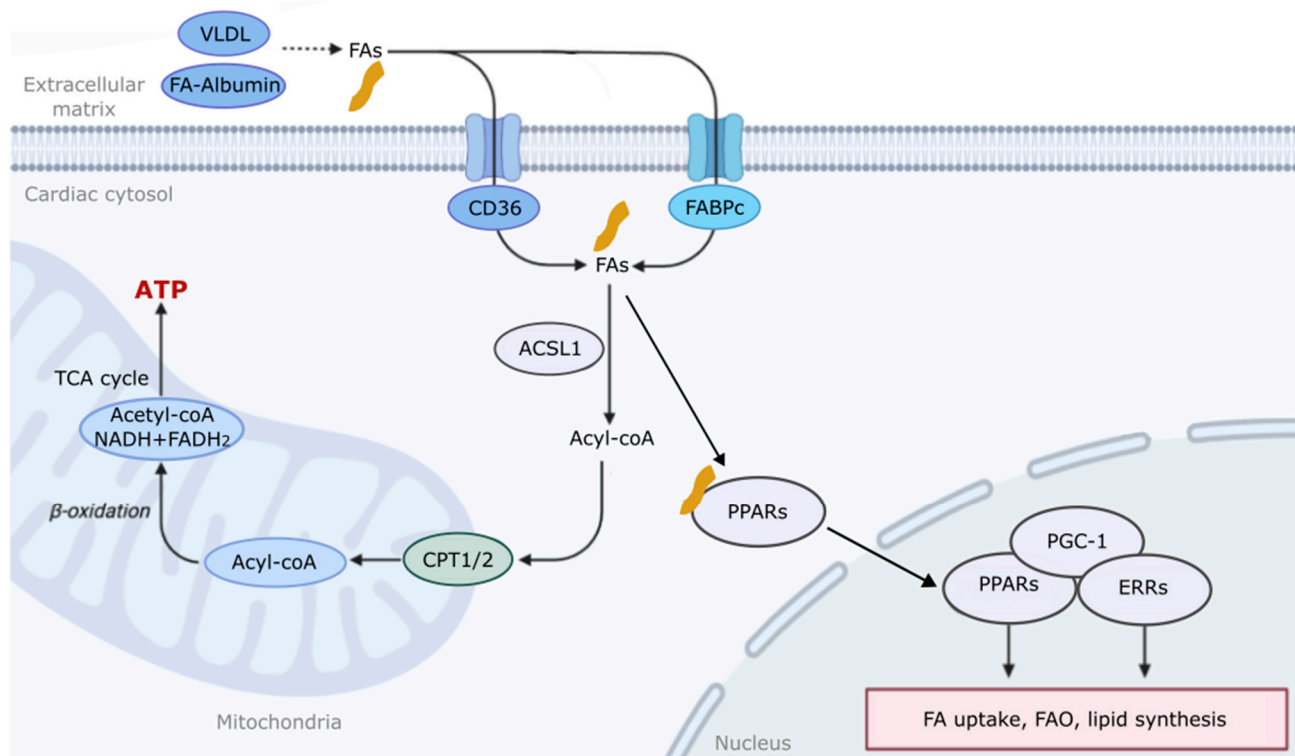 VLDL
FAs
FA-Albumin
Extracellular
matrix
Cardiac cytosol
CD36
FABPc
FAs
ATP
ACSL1
TCA cycle
Acetyl-coA
NADH+FADH₂
Acyl-coA
β-oxidation
PPARs
PGC-1
Acyl-coA
CPT1/2
PPARs
ERRs
Mitochondria
FA uptake, FAO, lipid synthesis
Nucleus